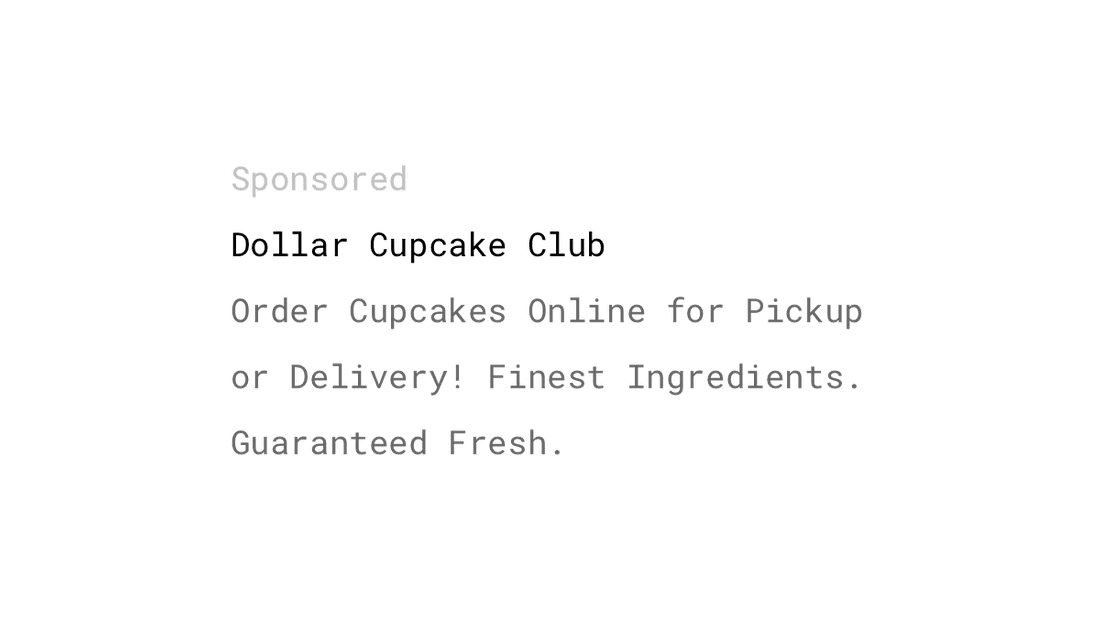 Sponsored
Dollar Cupcake Club
Order Cupcakes Online for Pickup
or Delivery! Finest Ingredients.
Guaranteed Fresh.